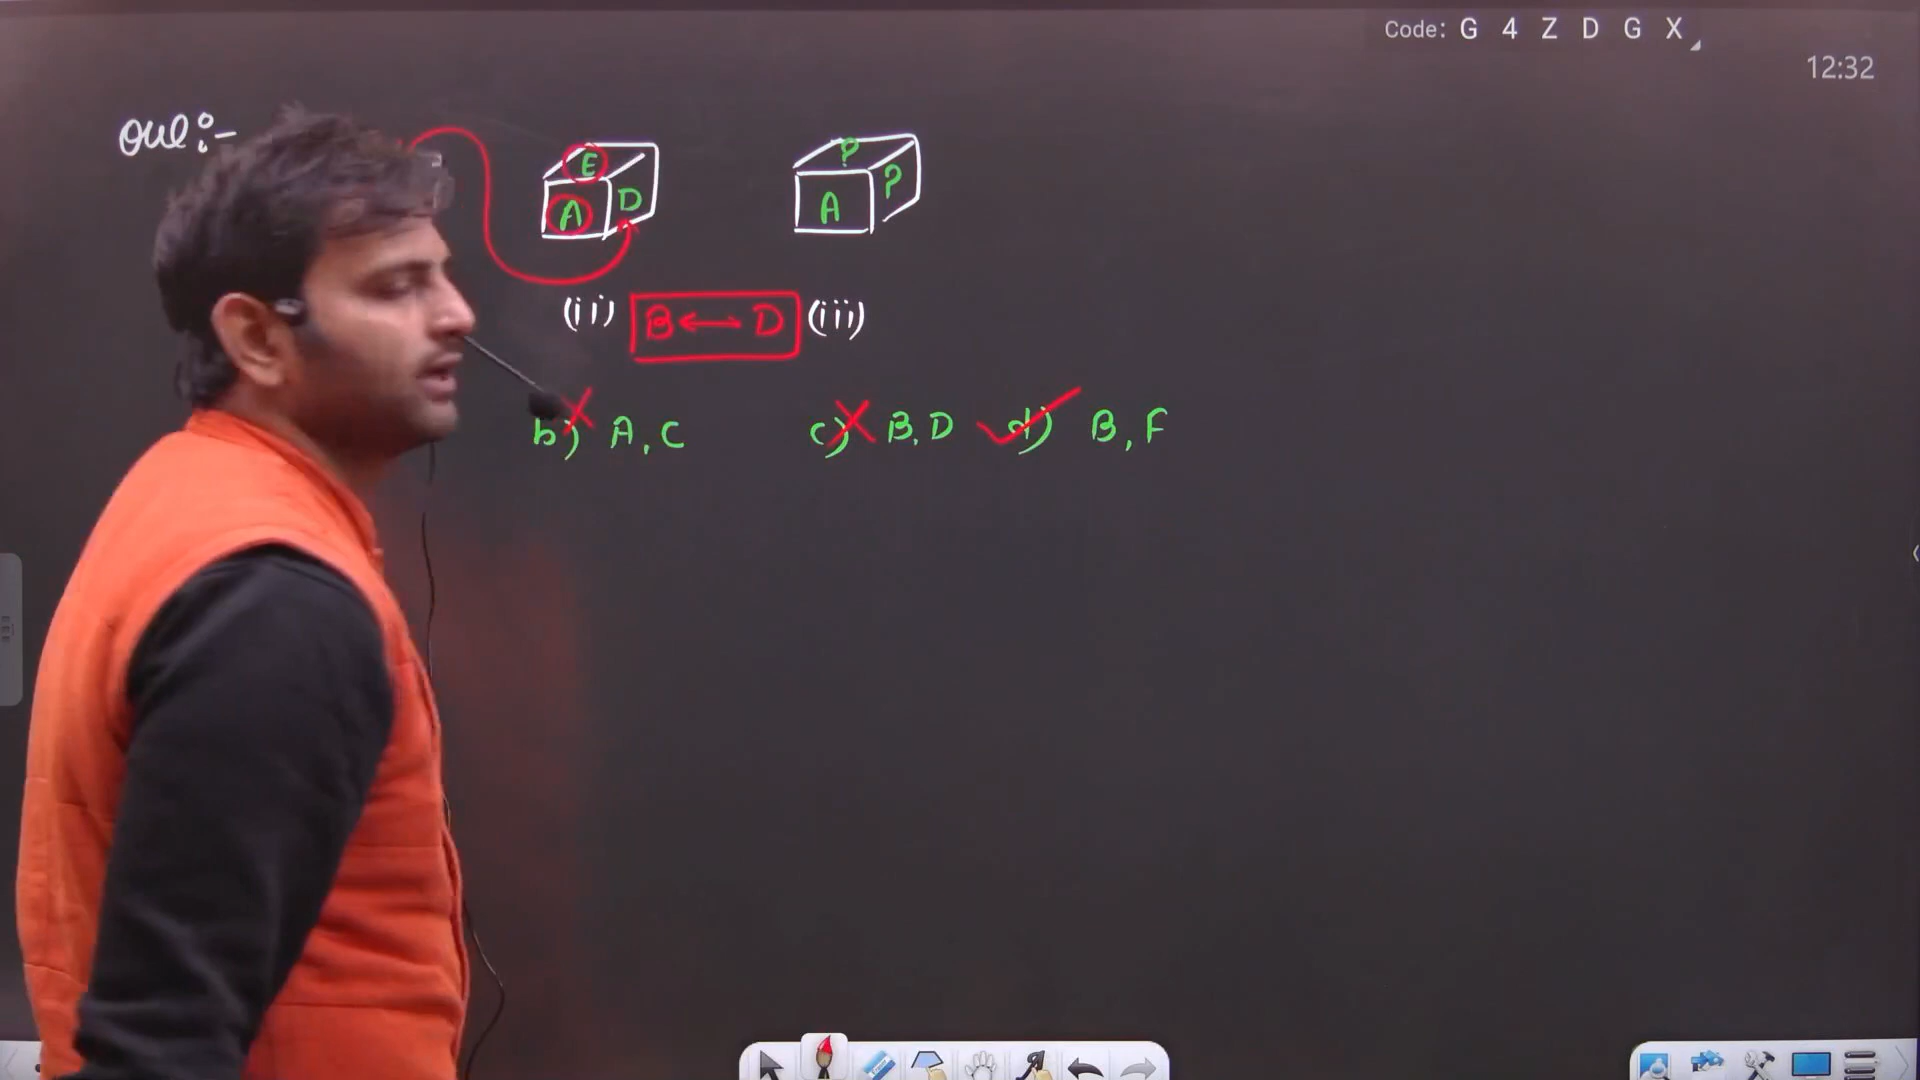 Code: G 4 Z D G X
12:32
Que:-
E ?
A D A ?
(ii) B ↔ D (iii)
b) A, C c) B, D d) B, F